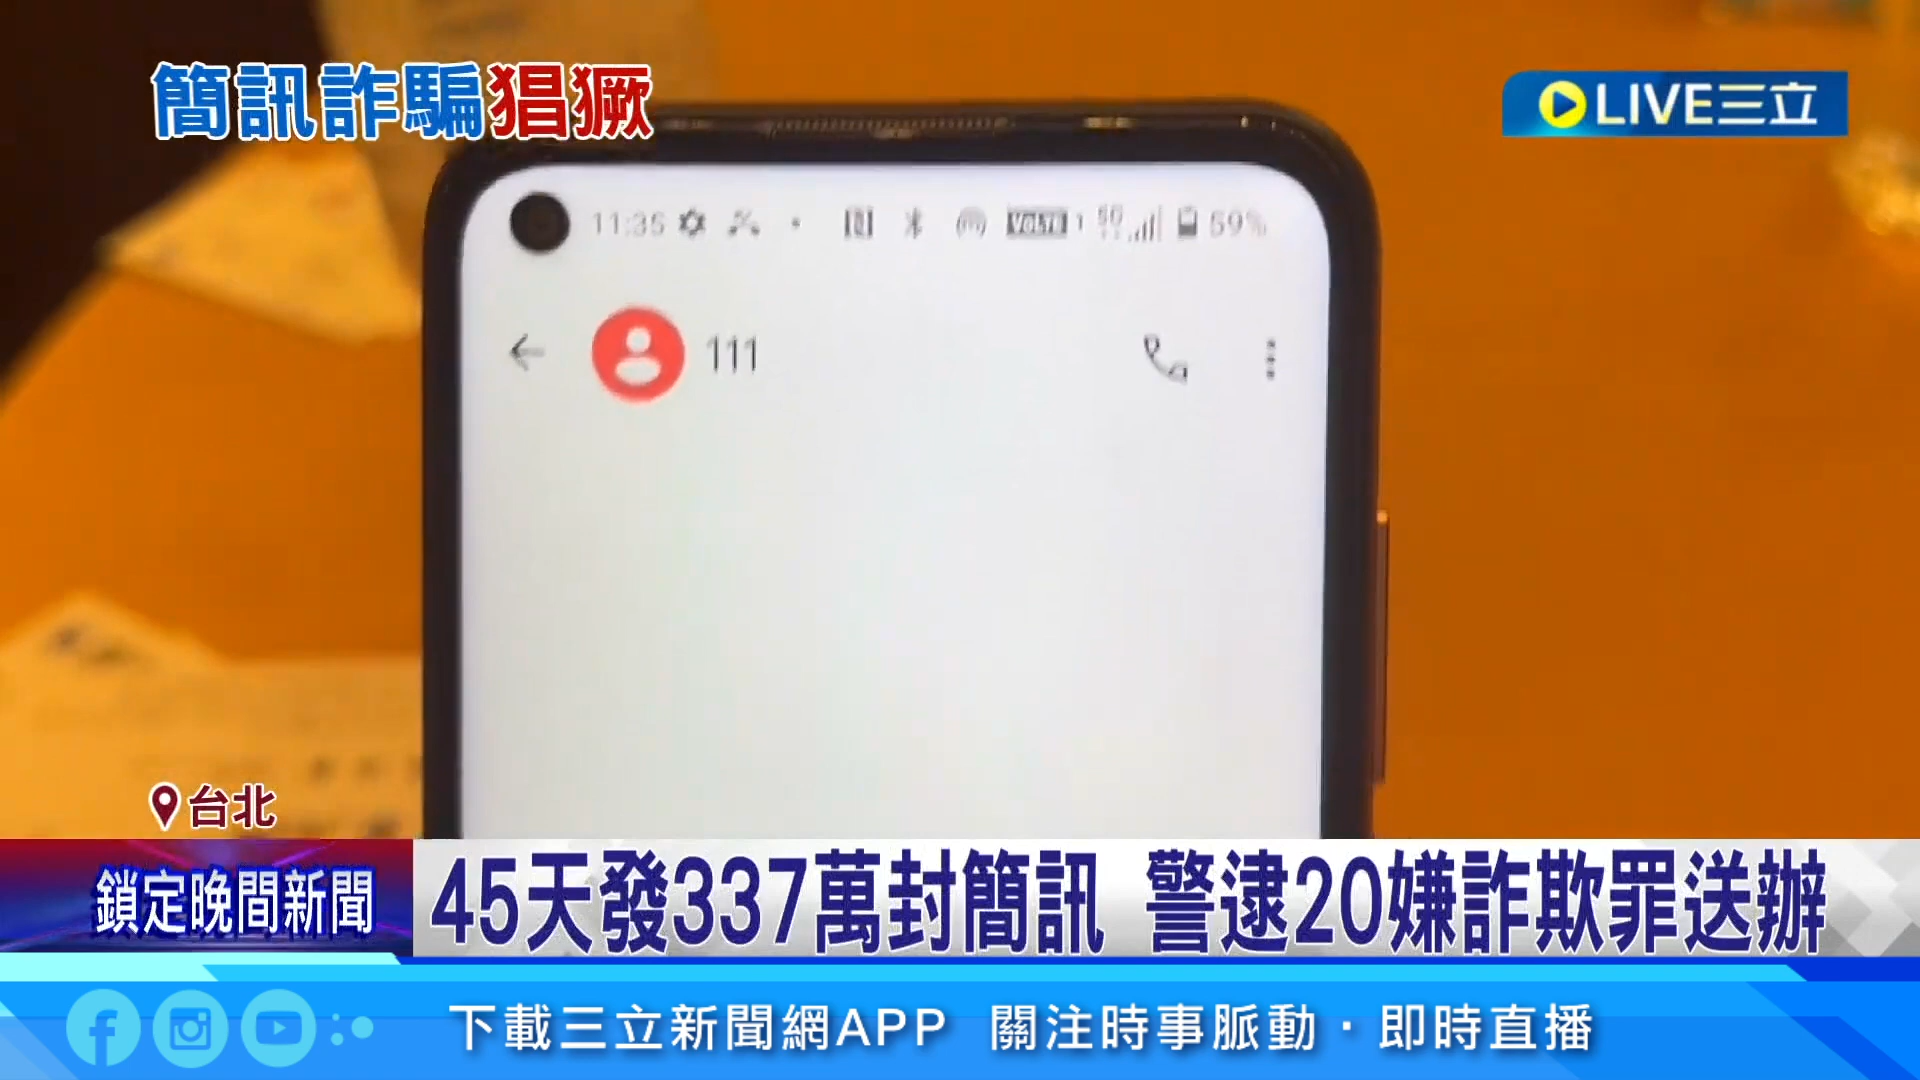 簡訊詐騙猖獗
LIVE三立
11:35
VoLTE 1 5G 59%
111
台北
鎖定晚間新聞
45天發337萬封簡訊 警逮20嫌詐欺罪送辦
下載三立新聞網APP 關注時事脈動·即時直播